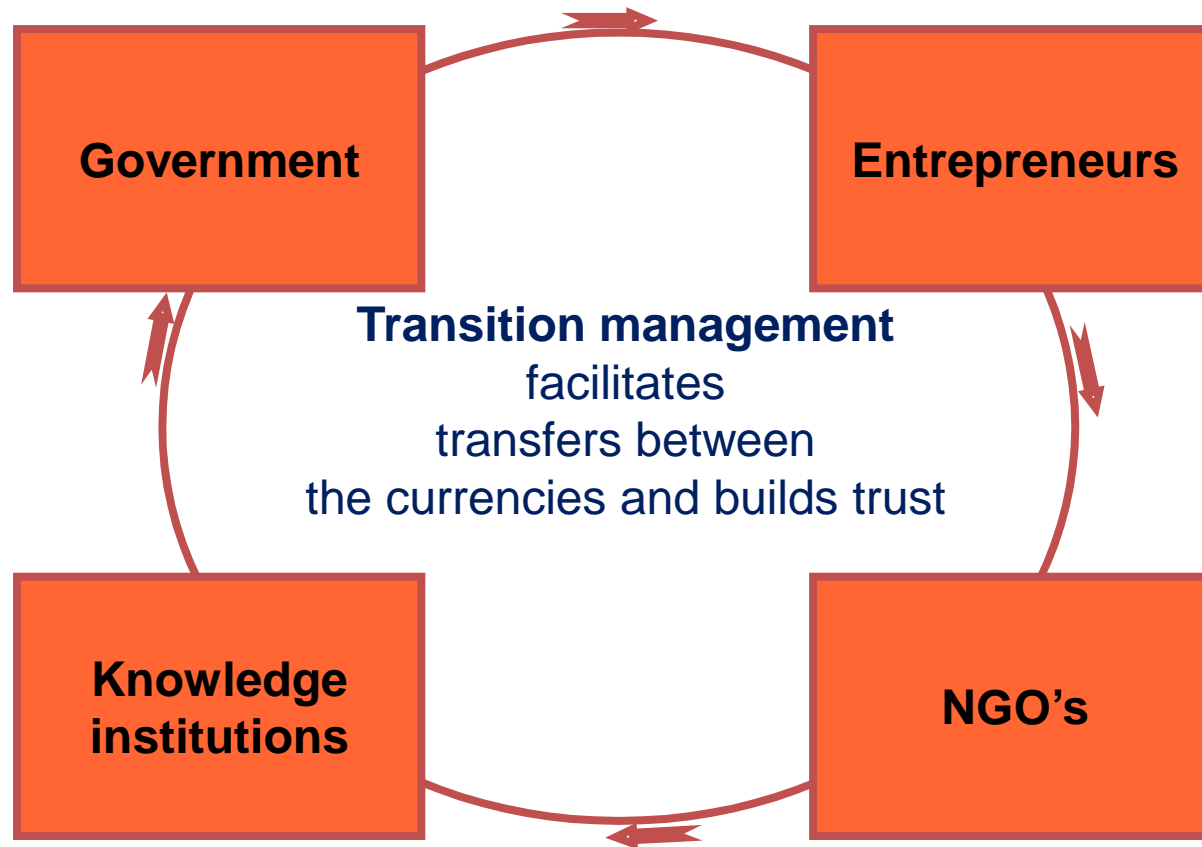 Government
Entrepreneurs
Transition management
facilitates
transfers between
the currencies and builds trust
Knowledge
institutions
NGO’s